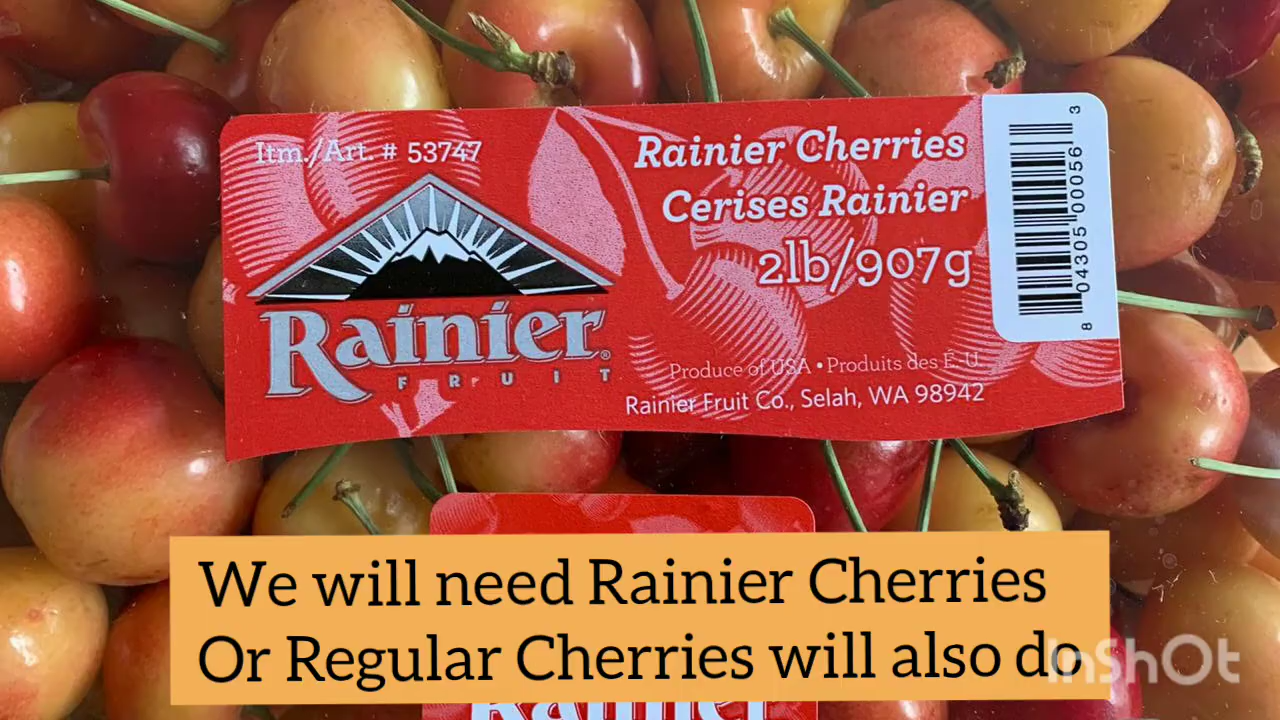 Itm./Art. # 53747
Rainier
FRUIT
Rainier Cherries
Cerises Rainier
2lb/907g
Produce of USA • Produits des É-U.
Rainier Fruit Co., Selah, WA 98942
8 04305 00056 3
We will need Rainier Cherries
Or Regular Cherries will also do
InShOt
Rainier